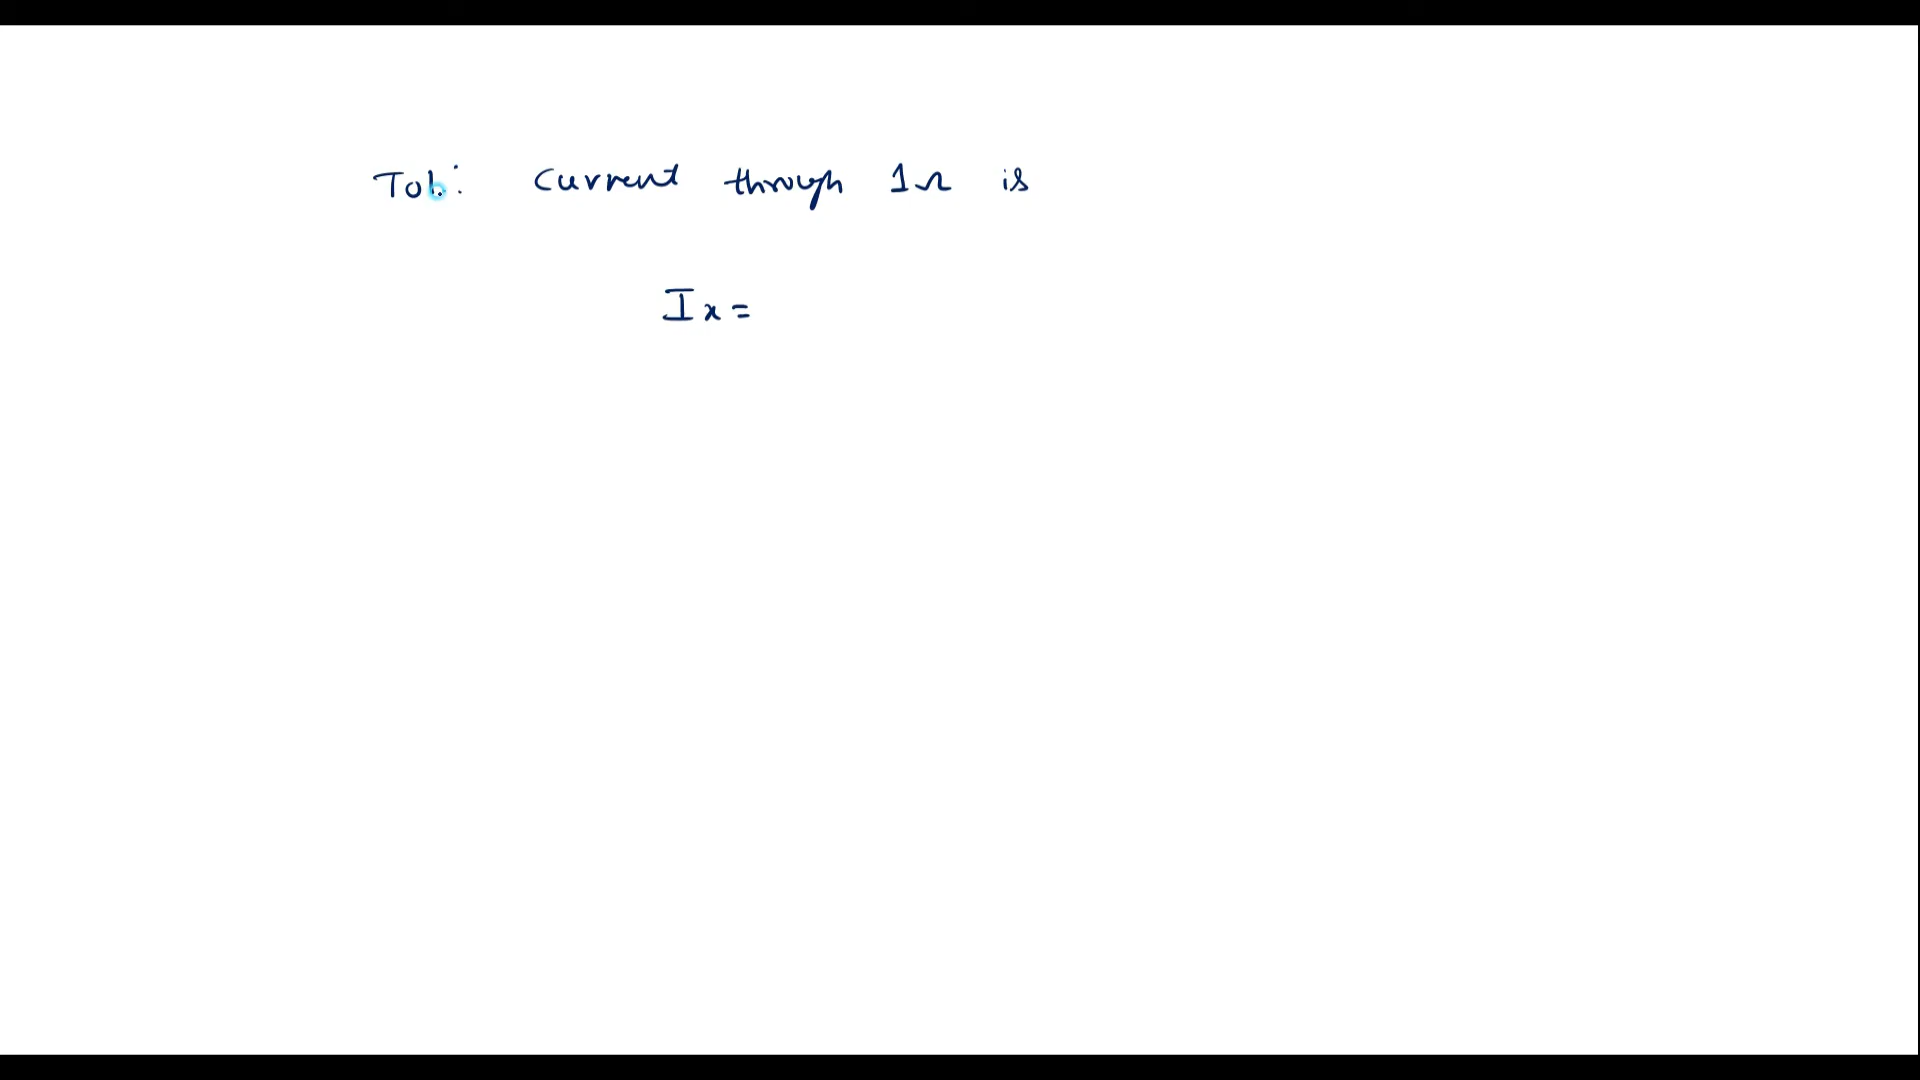 Tob: Current through 1Ω is
Ix =